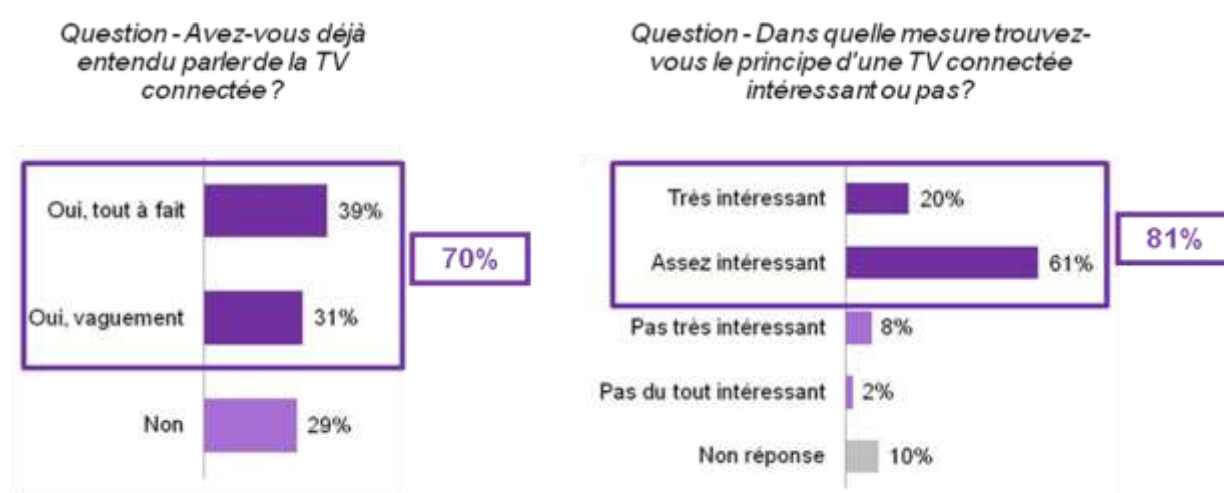 Question - Avez-vous déjà
entendu parler de la TV
connectée ?
Oui, tout à fait
39%
Oui, vaguement
31%
70%
Non
29%
Question - Dans quelle mesure trouvez-
vous le principe d'une TV connectée
intéressant ou pas?
Très intéressant
20%
Assez intéressant
61%
81%
Pas très intéressant
8%
Pas du tout intéressant
2%
Non réponse
10%